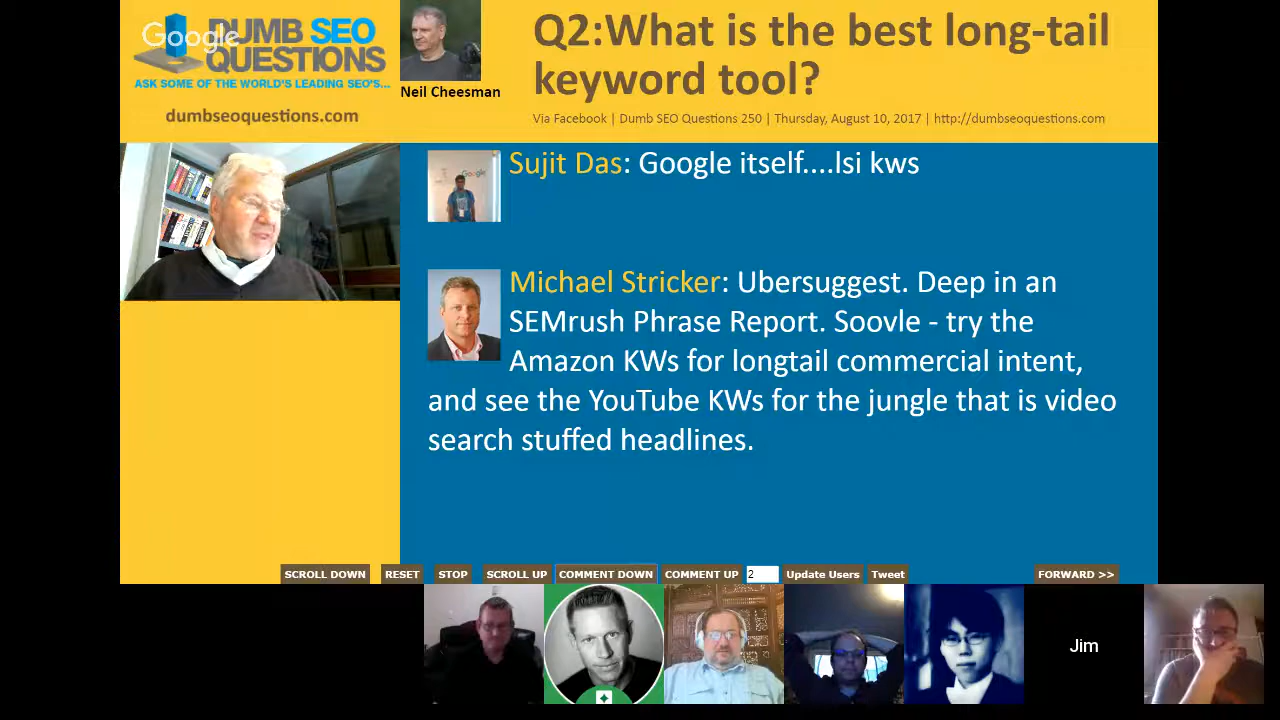 Google
DUMB SEO
QUESTIONS
ASK SOME OF THE WORLD'S LEADING SEO'S...
dumbseoquestions.com
Neil Cheesman
Q2:What is the best long-tail
keyword tool?
Via Facebook | Dumb SEO Questions 250 | Thursday, August 10, 2017 | http://dumbseoquestions.com
Google
Sujit Das: Google itself....lsi kws
Michael Stricker: Ubersuggest. Deep in an
SEMrush Phrase Report. Soovle - try the
Amazon KWs for longtail commercial intent,
and see the YouTube KWs for the jungle that is video
search stuffed headlines.
SCROLL DOWN RESET STOP SCROLL UP COMMENT DOWN COMMENT UP 2 Update Users Tweet FORWARD >>
Jim